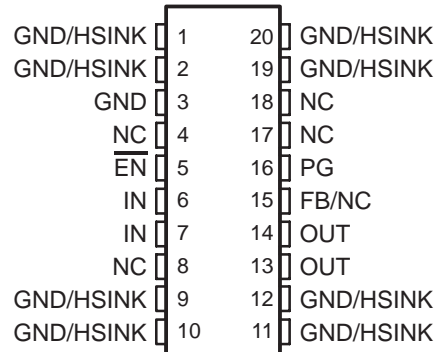 GND/HSINK 1 20 GND/HSINK
GND/HSINK 2 19 GND/HSINK
GND 3 18 NC
NC 4 17 NC
EN 5 16 PG
IN 6 15 FB/NC
IN 7 14 OUT
NC 8 13 OUT
GND/HSINK 9 12 GND/HSINK
GND/HSINK 10 11 GND/HSINK